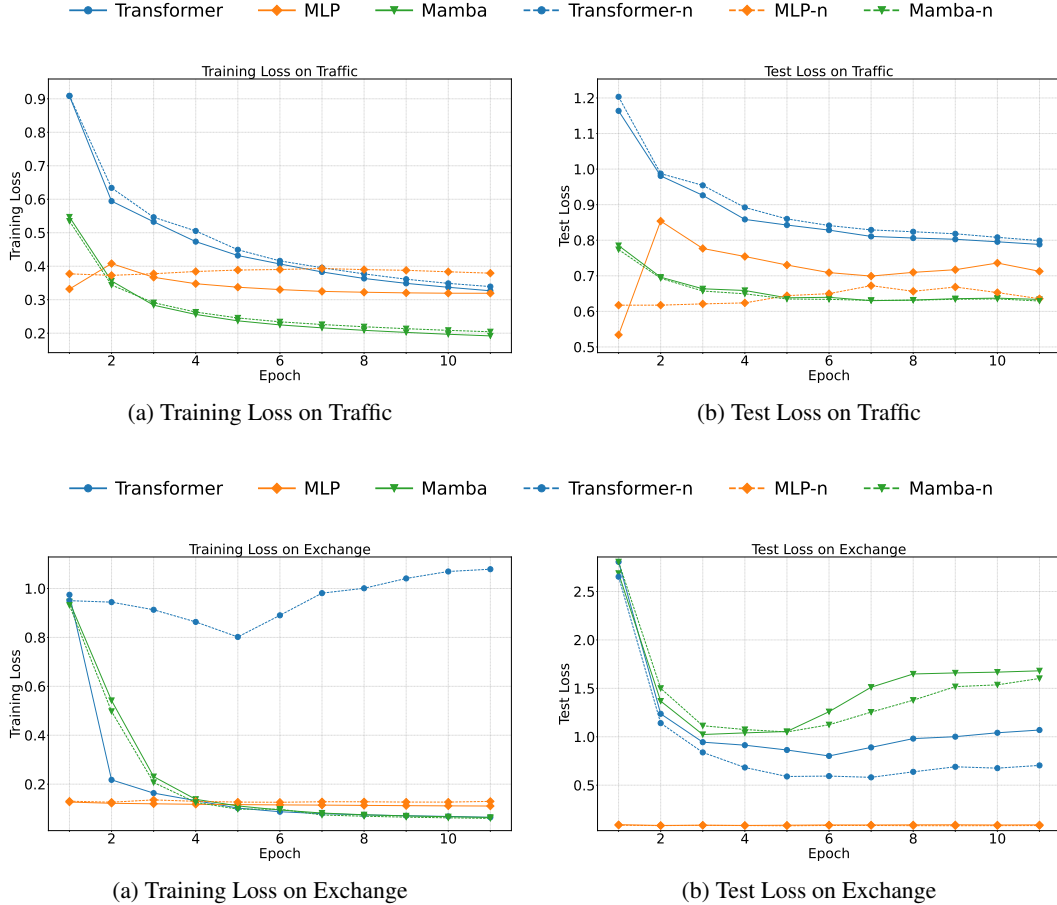 Transformer MLP Mamba Transformer-n MLP-n Mamba-n
Training Loss on Traffic
0.9
0.8
0.7
0.6
0.5
0.4
0.3
0.2
Training Loss
2 4 6 8 10
Epoch
(a) Training Loss on Traffic
Test Loss on Traffic
1.2
1.1
1.0
0.9
0.8
0.7
0.6
0.5
Test Loss
2 4 6 8 10
Epoch
(b) Test Loss on Traffic
Transformer MLP Mamba Transformer-n MLP-n Mamba-n
Training Loss on Exchange
1.0
0.8
0.6
0.4
0.2
Training Loss
2 4 6 8 10
Epoch
(a) Training Loss on Exchange
Test Loss on Exchange
2.5
2.0
1.5
1.0
0.5
Test Loss
2 4 6 8 10
Epoch
(b) Test Loss on Exchange